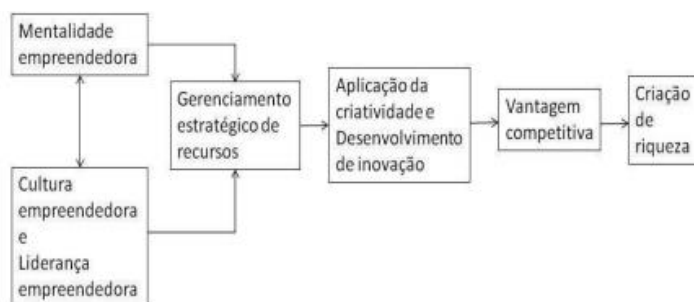 Mentalidade
empreendedora
Gerenciamento
estratégico de
recursos
Aplicação da
criatividade e
Desenvolvimento
de inovação
Vantagem
competitiva
Criação
de
riqueza
Cultura
empreendedora
e
Liderança
empreendedora